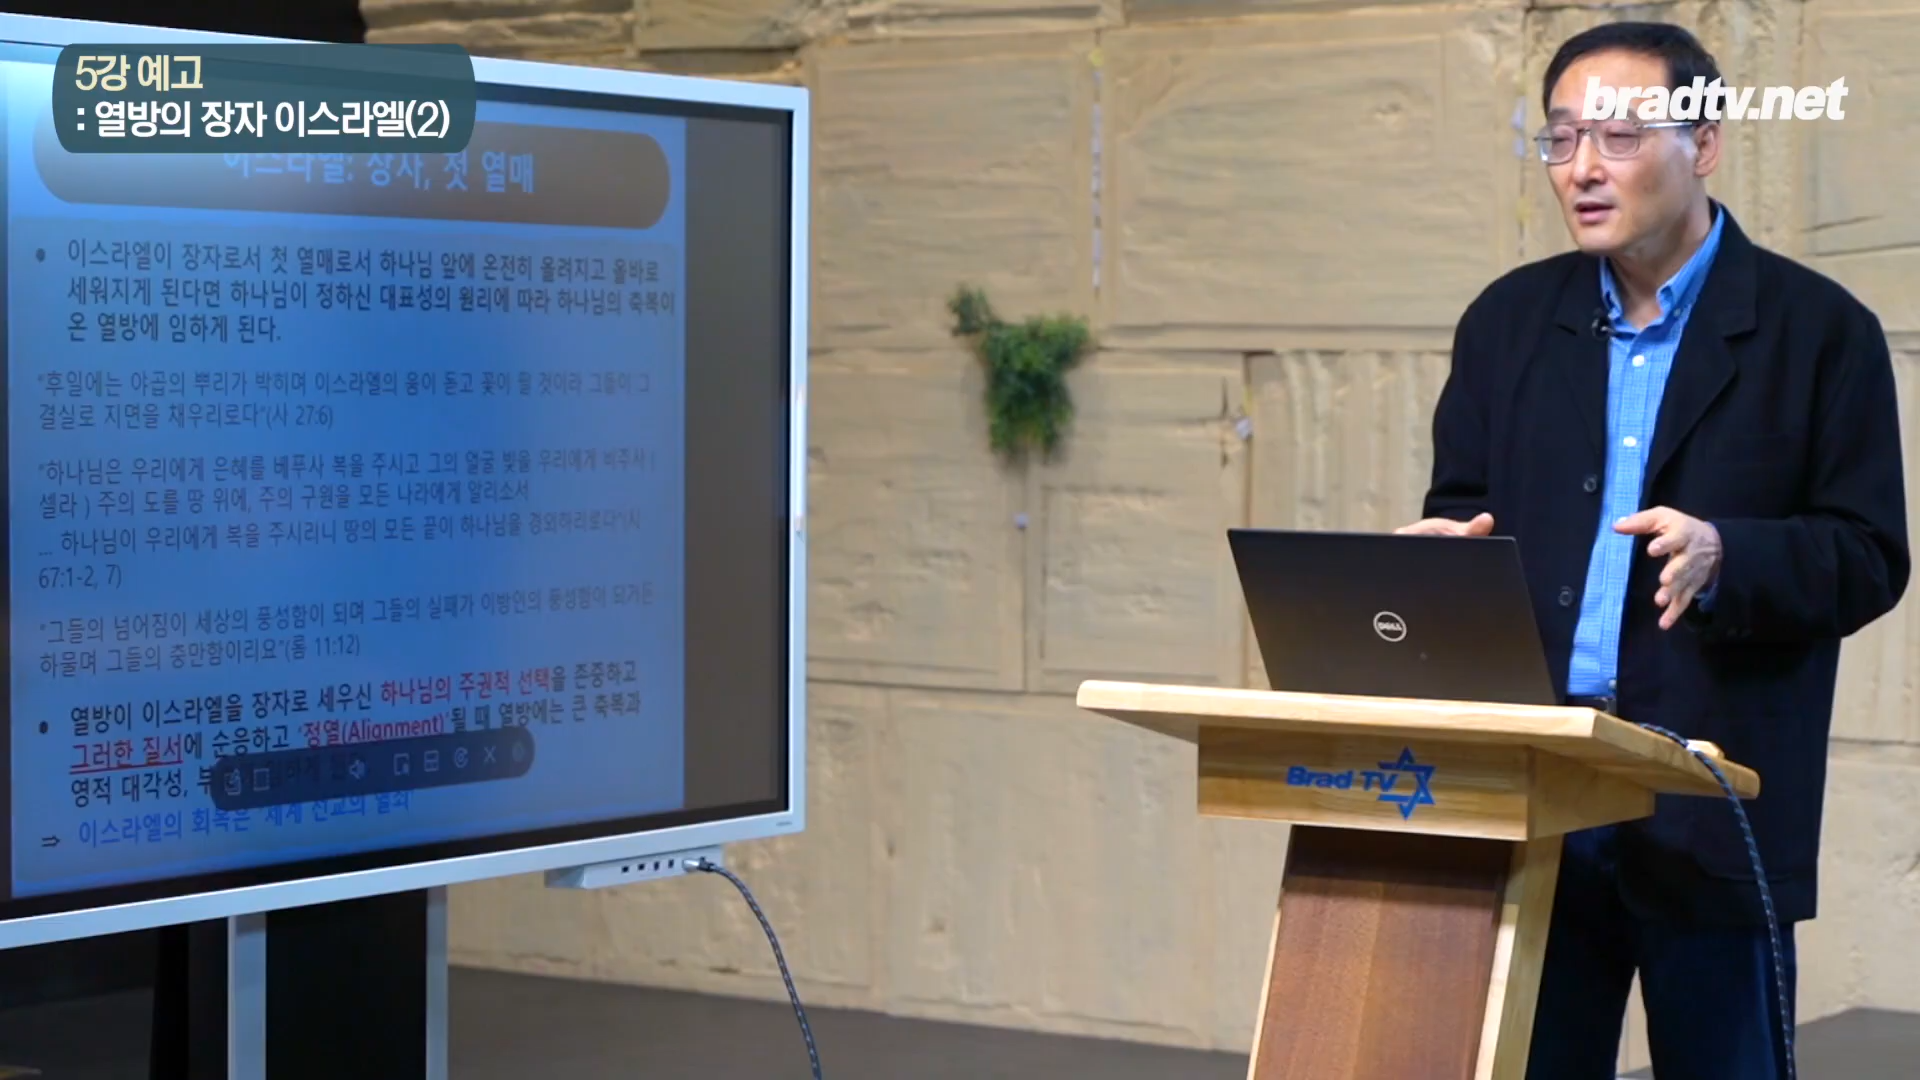 5강 예고
: 열방의 장자 이스라엘(2)
bradtv.net
이스라엘: 장자, 첫 열매
• 이스라엘이 장자로서 첫 열매로서 하나님 앞에 온전히 올려지고 올바로
세워지게 된다면 하나님이 정하신 대표성의 원리에 따라 하나님의 축복이
온 열방에 임하게 된다.
"후일에는 야곱의 뿌리가 박히며 이스라엘의 움이 돋고 꽃이 필 것이라 그들이 그
결실로 지면을 채우리로다"(사 27:6)
"하나님은 우리에게 은혜를 베푸사 복을 주시고 그의 얼굴 빛을 우리에게 비추사 (
셀라 ) 주의 도를 땅 위에, 주의 구원을 모든 나라에게 알리소서
... 하나님이 우리에게 복을 주시리니 땅의 모든 끝이 하나님을 경외하리로다"(시
67:1-2, 7)
"그들의 넘어짐이 세상의 풍성함이 되며 그들의 실패가 이방인의 풍성함이 되거든
하물며 그들의 충만함이리요"(롬 11:12)
• 열방이 이스라엘을 장자로 세우신 하나님의 주권적 선택을 존중하고
그러한 질서에 순응하고 '정열(Alignment)'될 때 열방에는 큰 축복과
영적 대각성,
⇒ 이스라엘의 회복은 '세계 선교의 열쇠'
DELL
Brad TV